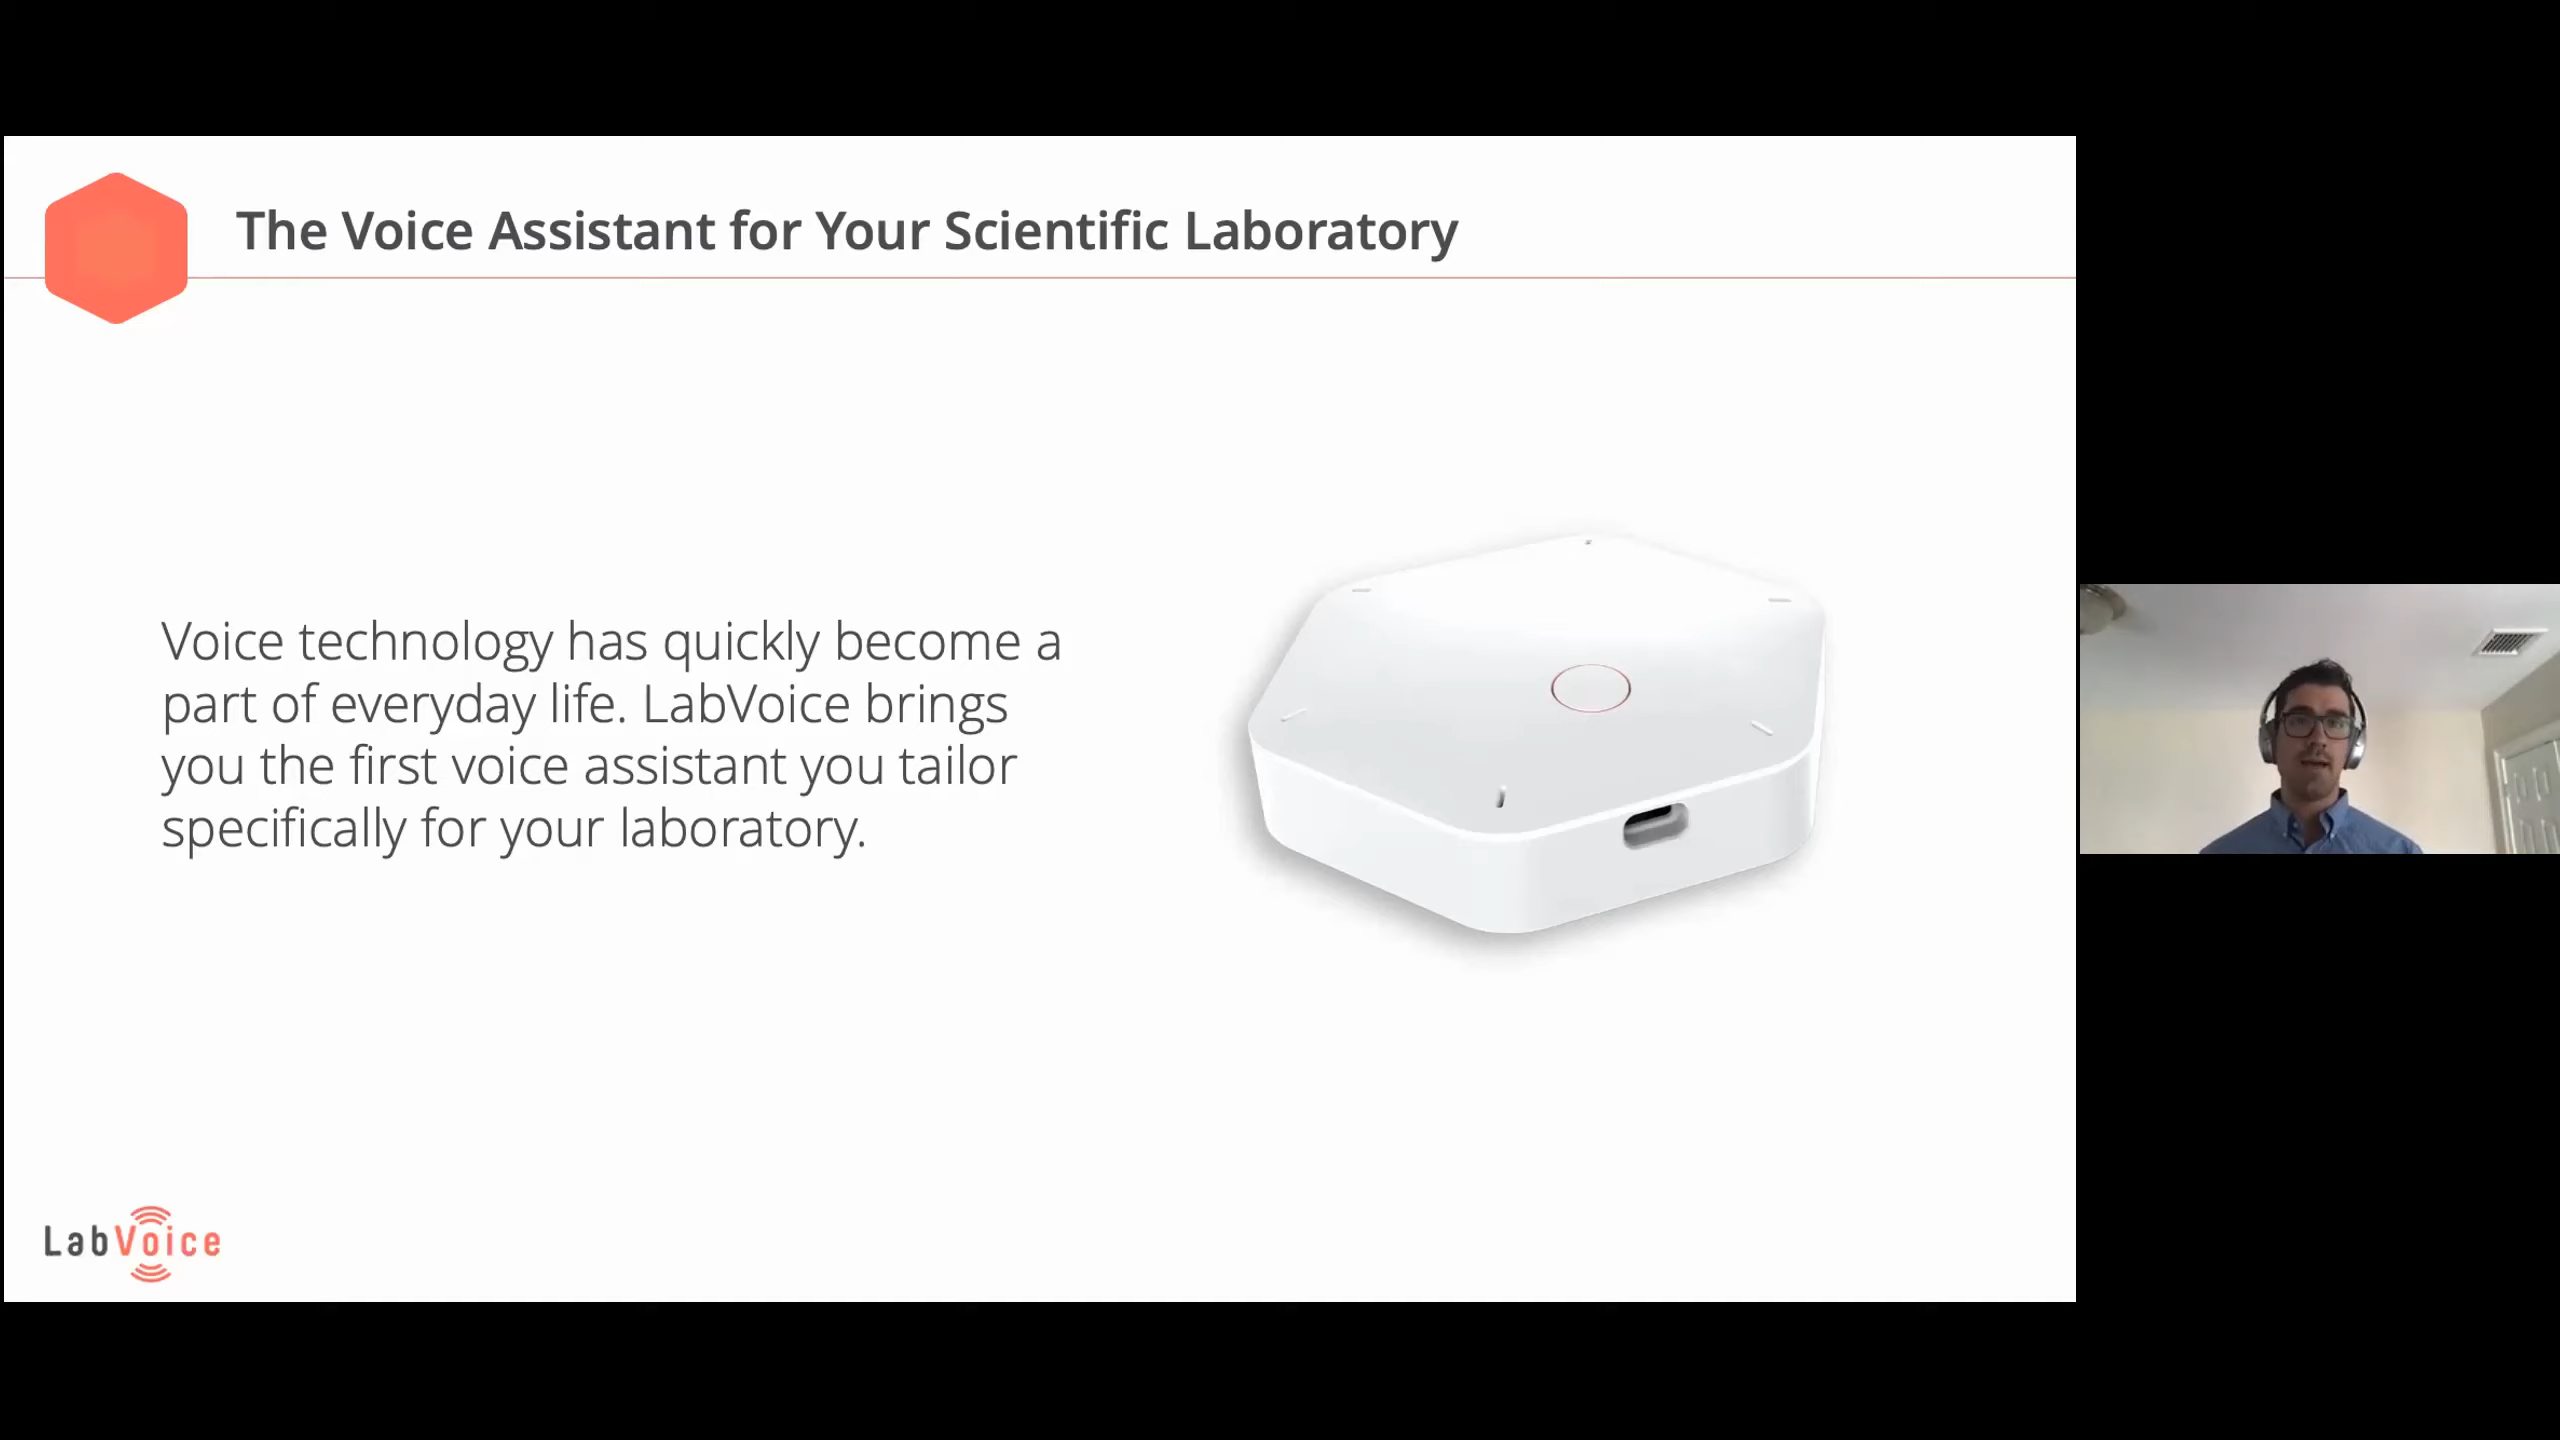 The Voice Assistant for Your Scientific Laboratory
Voice technology has quickly become a
part of everyday life. LabVoice brings
you the first voice assistant you tailor
specifically for your laboratory.
LabVoice